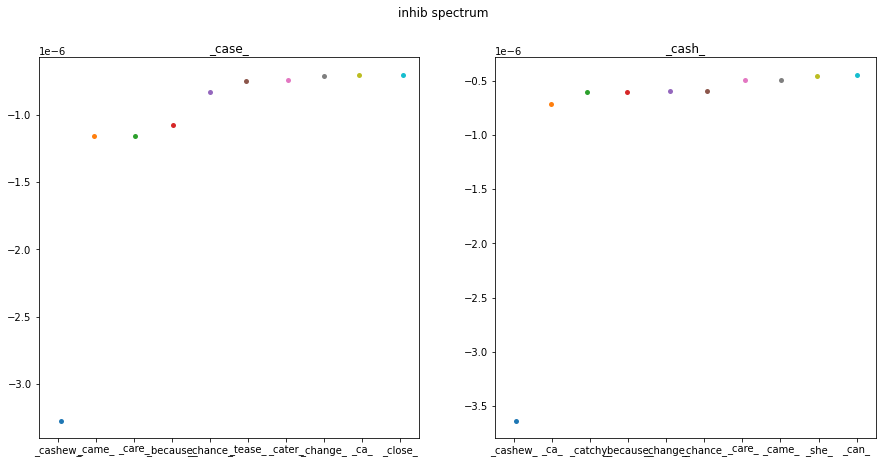 inhib spectrum
_case_
1e−6
−1.0
−1.5
−2.0
−2.5
−3.0
_cashew_ _came_ _care_ _because_ _chance_ _tease_ _cater_ _change_ _ca_ _close_
_cash_
1e−6
−0.5
−1.0
−1.5
−2.0
−2.5
−3.0
−3.5
_cashew_ _ca_ _catchy_ _because_ _change_ _chance_ _care_ _came_ _she_ _can_